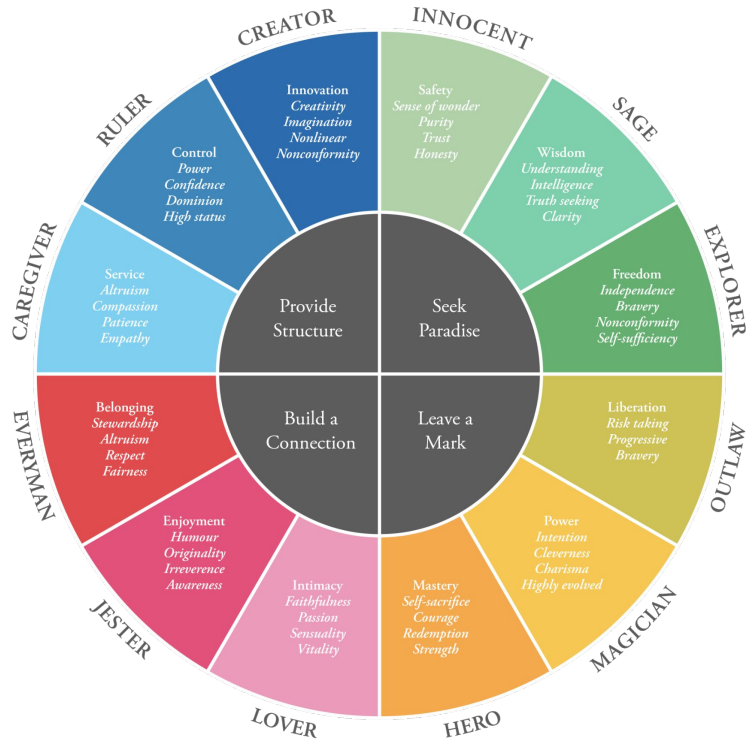 CREATOR
INNOCENT
RULER
SAGE
CAREGIVER
EXPLORER
EVERYMAN
OUTLAW
JESTER
MAGICIAN
LOVER
HERO
Innovation
Creativity
Imagination
Nonlinear
Nonconformity
Safety
Sense of wonder
Purity
Trust
Honesty
Control
Power
Confidence
Dominion
High status
Wisdom
Understanding
Intelligence
Truth seeking
Clarity
Service
Altruism
Compassion
Patience
Empathy
Freedom
Independence
Bravery
Nonconformity
Self-sufficiency
Provide
Structure
Seek
Paradise
Build a
Connection
Leave a
Mark
Belonging
Stewardship
Altruism
Respect
Fairness
Liberation
Risk taking
Progressive
Bravery
Enjoyment
Humour
Originality
Irreverence
Awareness
Power
Intention
Cleverness
Charisma
Highly evolved
Intimacy
Faithfulness
Passion
Sensuality
Vitality
Mastery
Self-sacrifice
Courage
Redemption
Strength